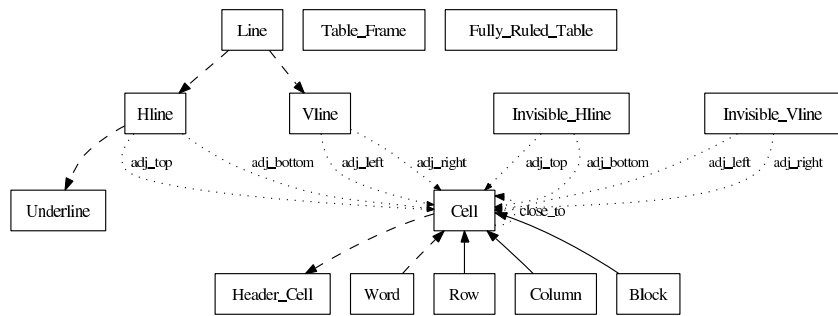 Line Table_Frame Fully_Ruled_Table
Hline Vline Invisible_Hline Invisible_Vline
adj_top adj_bottom adj_left adj_right adj_top adj_bottom adj_left adj_right
Underline Cell close_to
Header_Cell Word Row Column Block